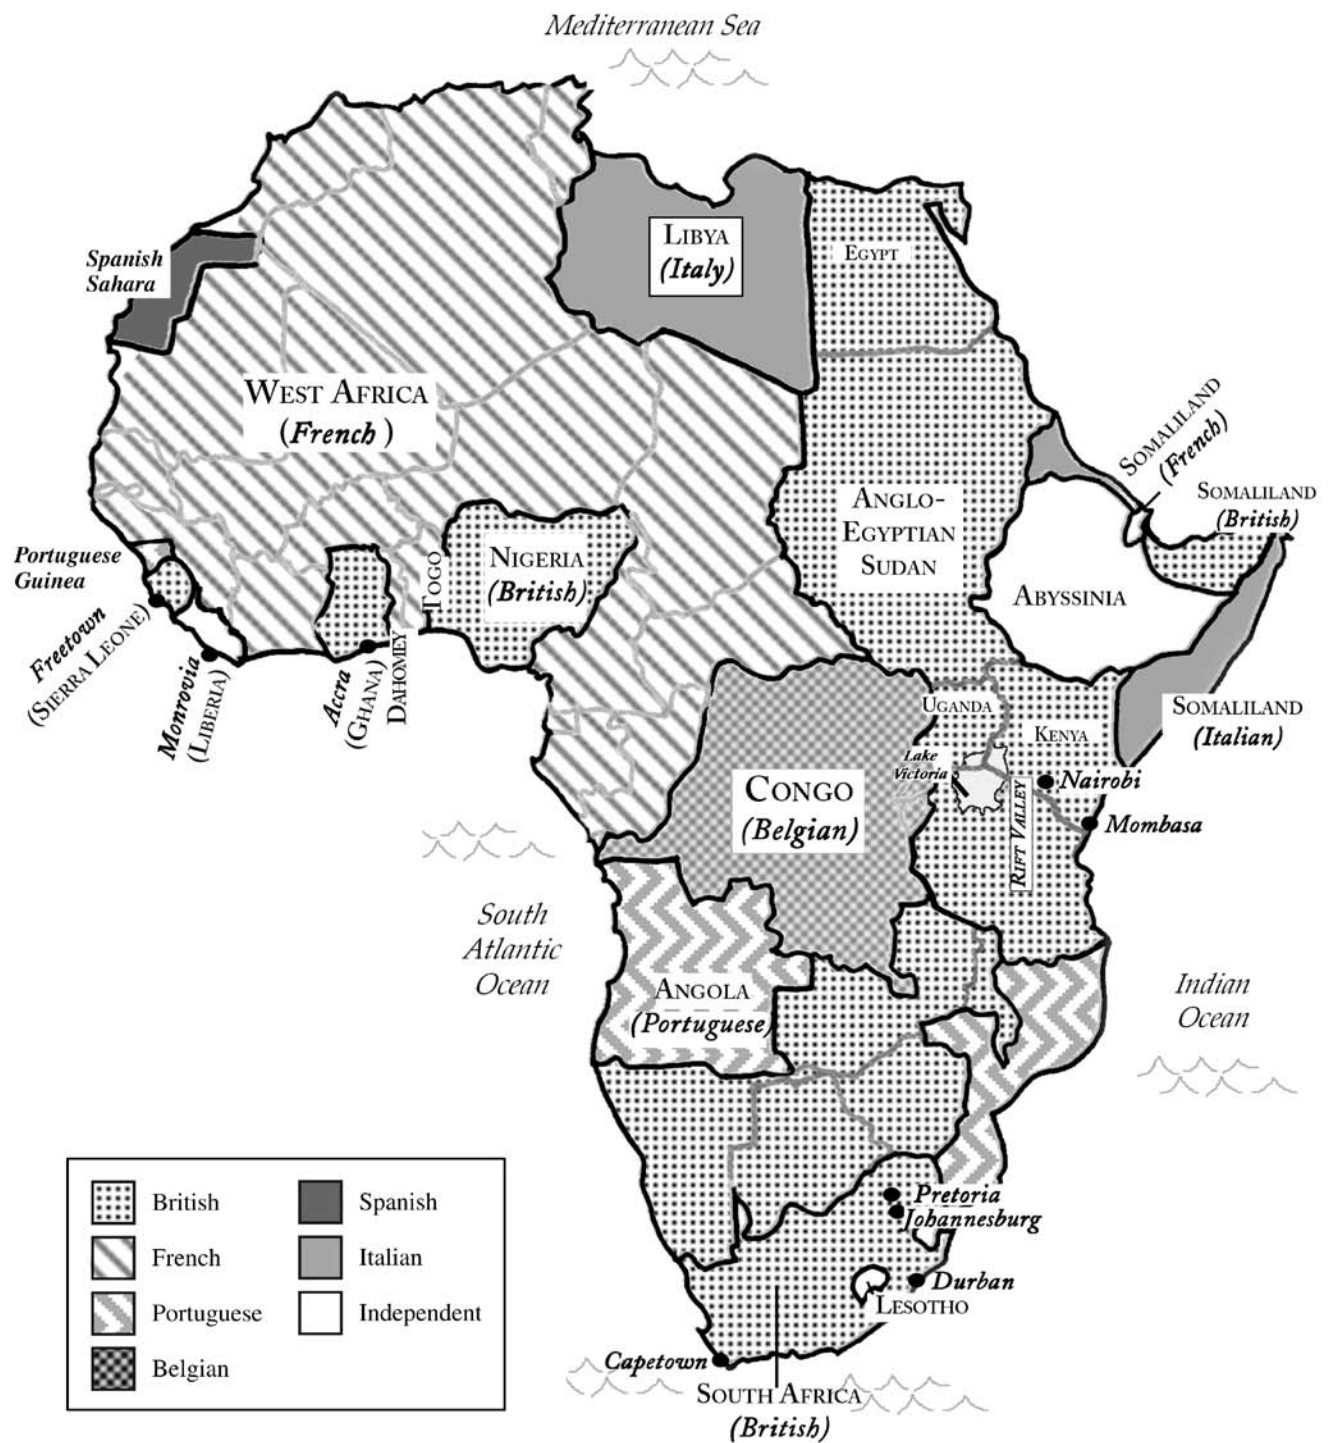 Mediterranean Sea
Spanish
Sahara
LIBYA
(Italy)
EGYPT
WEST AFRICA
(French )
SOMALILAND
(French)
SOMALILAND
(British)
ANGLO-
EGYPTIAN
SUDAN
NIGERIA
(British)
TOGO
ABYSSINIA
Portuguese
Guinea
Freetown
(SIERRA LEONE)
Monrovia
(LIBERIA)
Accra
(GHANA)
DAHOMEY
UGANDA
KENYA
SOMALILAND
(Italian)
Lake
Victoria
Nairobi
Mombasa
RIFT VALLEY
CONGO
(Belgian)
South
Atlantic
Ocean
ANGOLA
(Portuguese)
Indian
Ocean
Pretoria
Johannesburg
Durban
LESOTHO
Capetown
SOUTH AFRICA
(British)
British
French
Portuguese
Belgian
Spanish
Italian
Independent